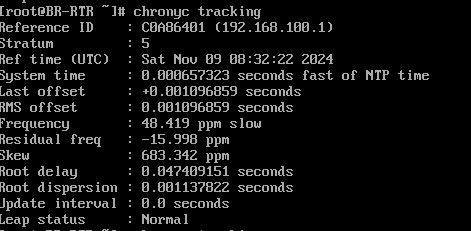 [root@BR-RTR ~]# chronyc tracking
Reference ID    : C0A86401 (192.168.100.1)
Stratum         : 5
Ref time (UTC)  : Sat Nov 09 08:32:22 2024
System time     : 0.000657323 seconds fast of NTP time
Last offset     : +0.001096859 seconds
RMS offset      : 0.001096859 seconds
Frequency       : 48.419 ppm slow
Residual freq   : -15.998 ppm
Skew            : 683.342 ppm
Root delay      : 0.047409151 seconds
Root dispersion : 0.001137822 seconds
Update interval : 0.0 seconds
Leap status     : Normal